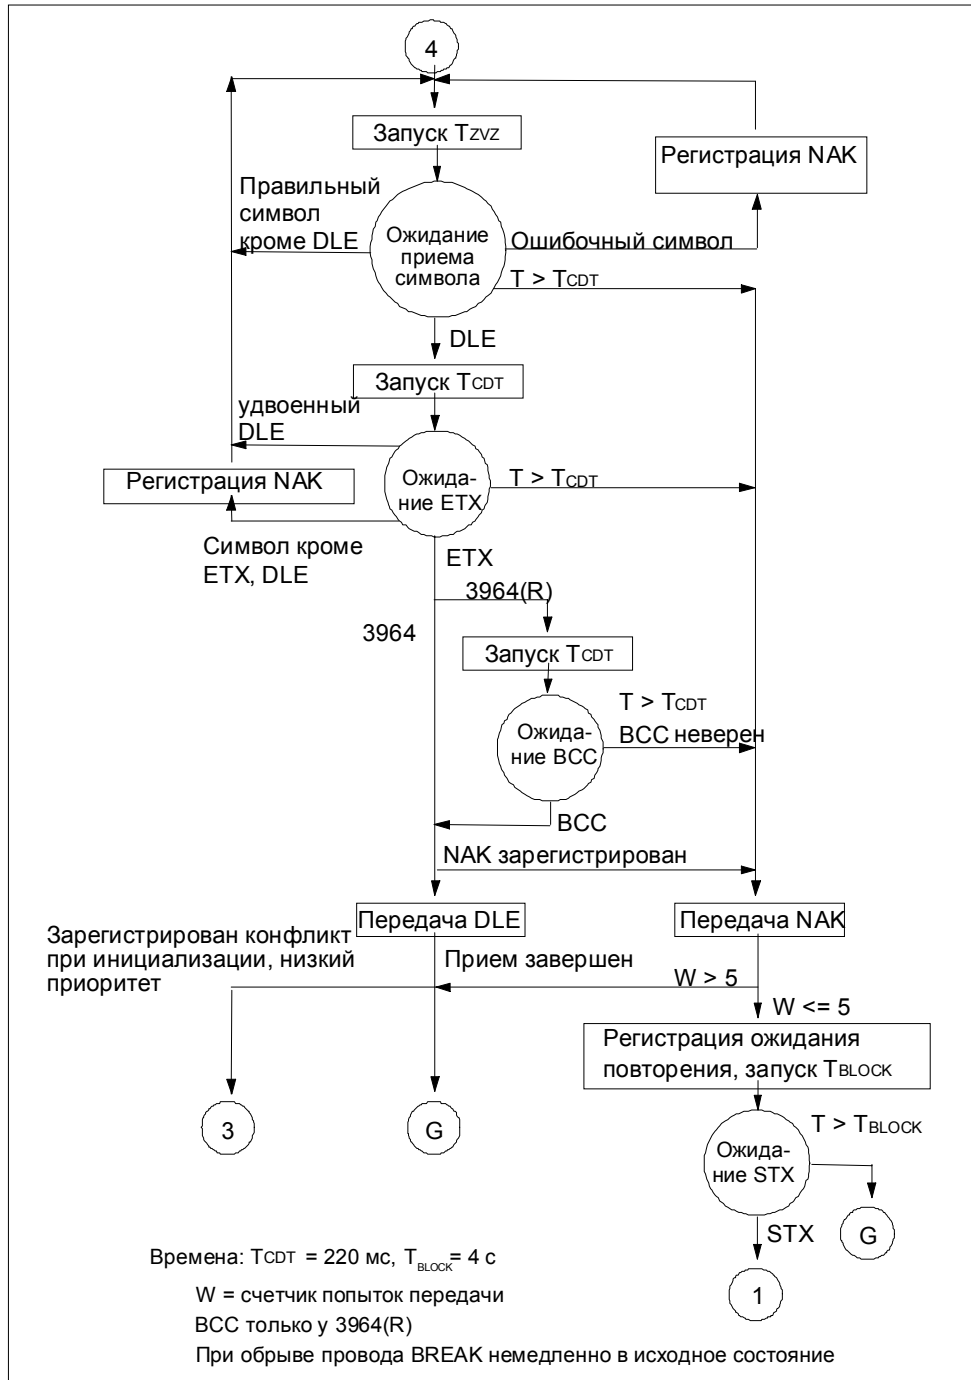 4
Запуск TZVZ
Регистрация NAK
Правильный
символ
кроме DLE
Ожидание
приема
символа
Ошибочный символ
T > TCDT
DLE
Запуск TCDT
удвоенный
DLE
Регистрация NAK
Ожида-
ние ETX
T > TCDT
Символ кроме
ETX, DLE
ETX
3964(R)
3964
Запуск TCDT
T > TCDT
BCC неверен
Ожида-
ние BCC
BCC
NAK зарегистрирован
Передача DLE
Передача NAK
Зарегистрирован конфликт
при инициализации, низкий
приоритет
Прием завершен
W > 5
W <= 5
Регистрация ожидания
повторения, запуск TBLOCK
3
G
T > TBLOCK
Ожида-
ние STX
STX
G
1
Времена: TCDT = 220 мс, TBLOCK= 4 с
W = счетчик попыток передачи
BCC только у 3964(R)
При обрыве провода BREAK немедленно в исходное состояние